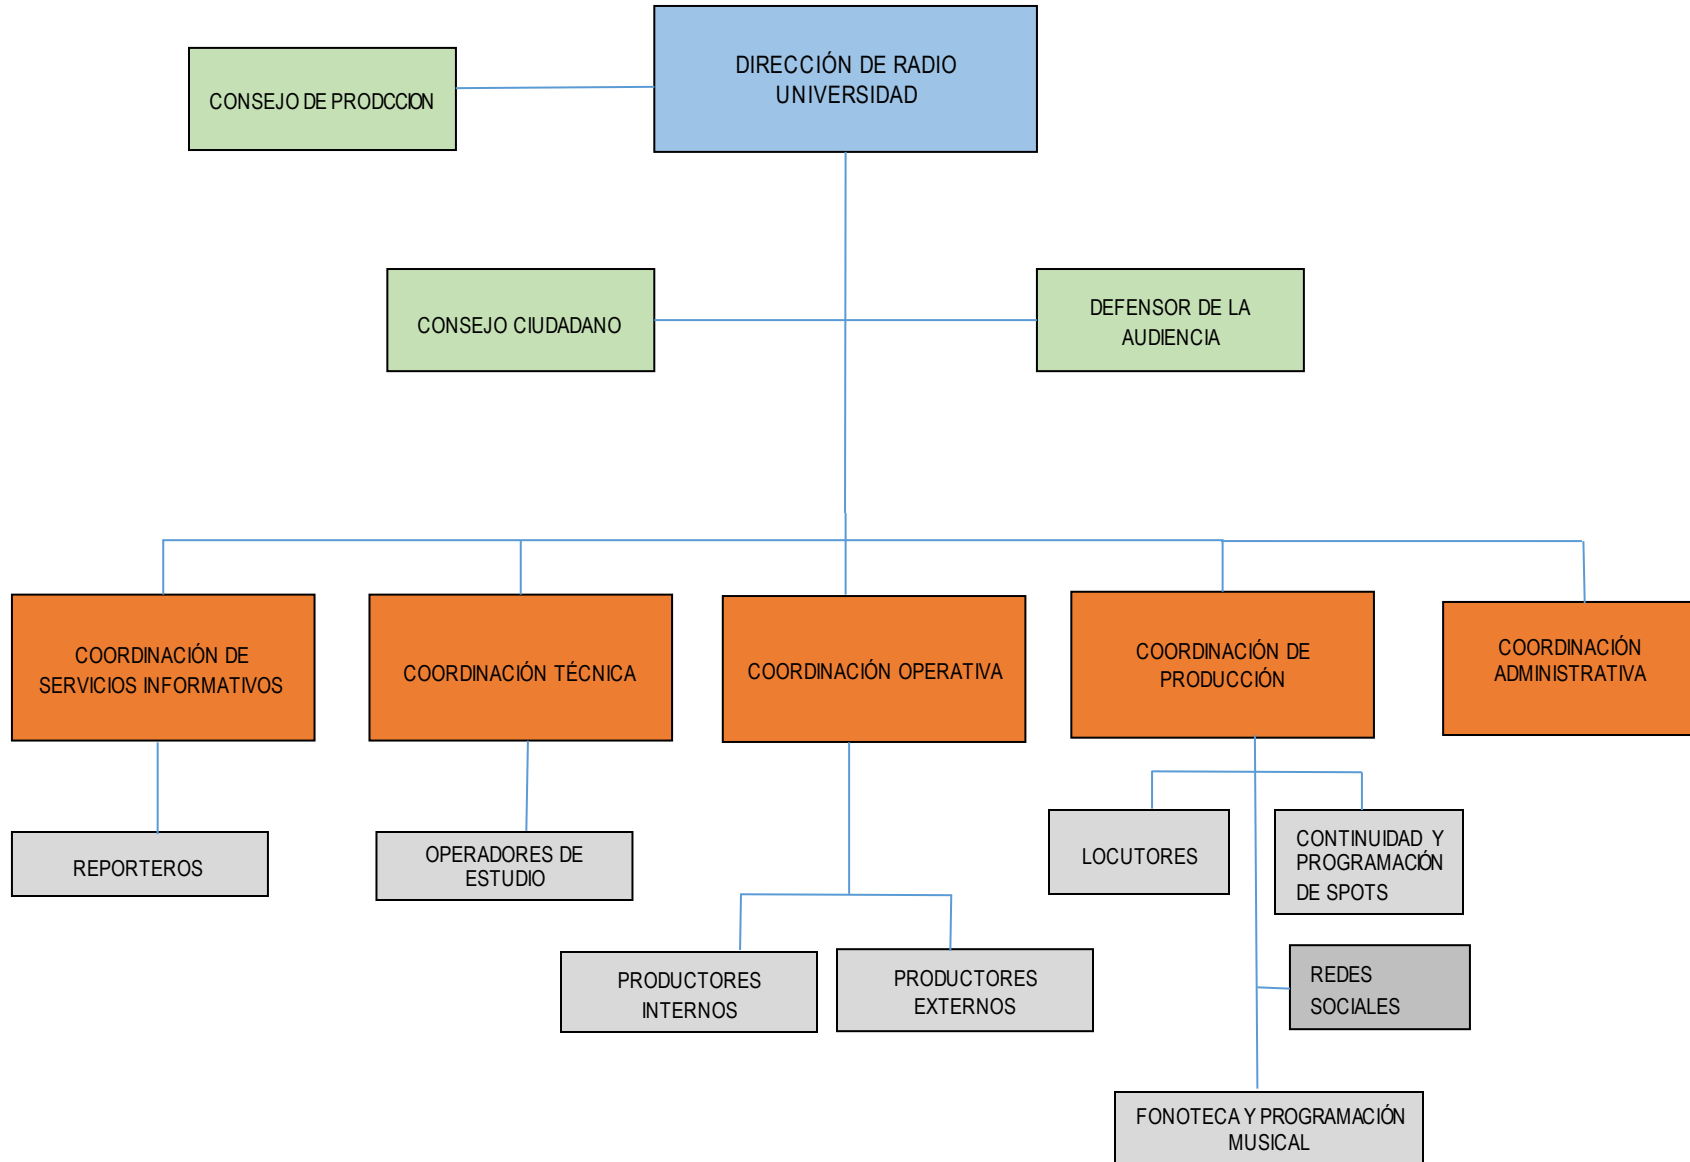 DIRECCIÓN DE RADIO
UNIVERSIDAD
CONSEJO DE PRODCCION
CONSEJO CIUDADANO
DEFENSOR DE LA
AUDIENCIA
COORDINACIÓN DE
SERVICIOS INFORMATIVOS
COORDINACIÓN TÉCNICA
COORDINACIÓN OPERATIVA
COORDINACIÓN DE
PRODUCCIÓN
COORDINACIÓN
ADMINISTRATIVA
REPORTEROS
OPERADORES DE
ESTUDIO
LOCUTORES
CONTINUIDAD Y
PROGRAMACIÓN
DE SPOTS
PRODUCTORES
INTERNOS
PRODUCTORES
EXTERNOS
REDES
SOCIALES
FONOTECA Y PROGRAMACIÓN
MUSICAL